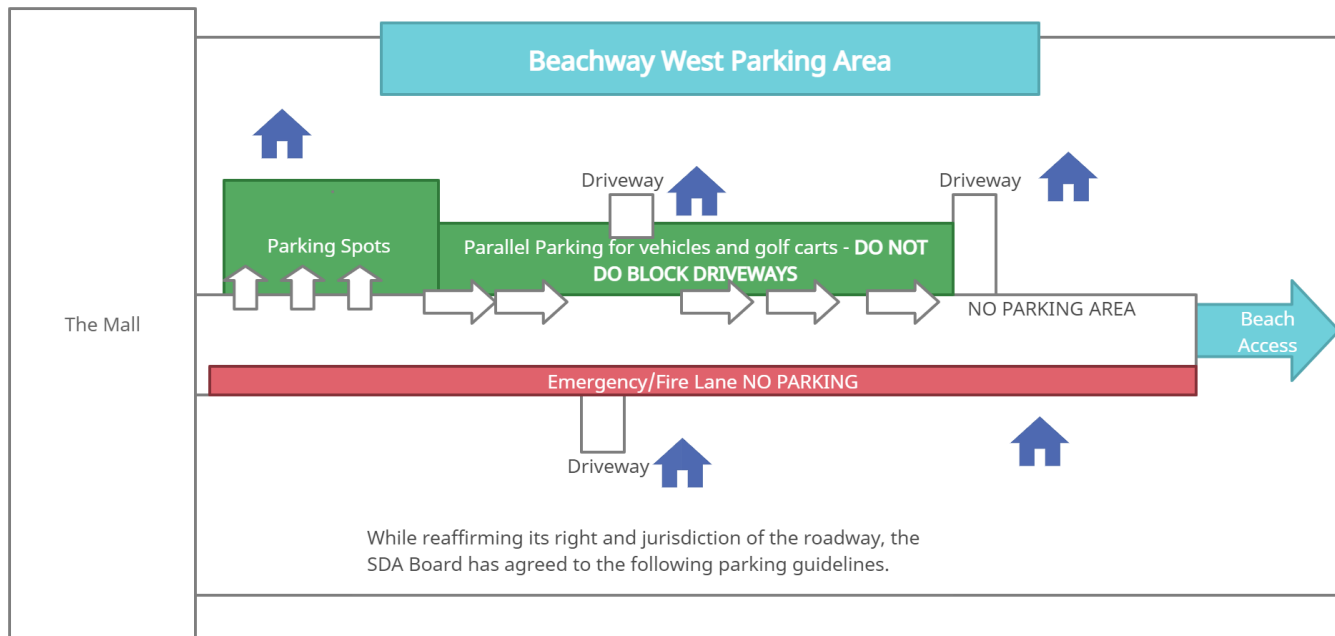 Beachway West Parking Area
Driveway
Driveway
Parking Spots
Parallel Parking for vehicles and golf carts - DO NOT
DO BLOCK DRIVEWAYS
The Mall
NO PARKING AREA
Beach
Access
Emergency/Fire Lane NO PARKING
Driveway
While reaffirming its right and jurisdiction of the roadway, the
SDA Board has agreed to the following parking guidelines.